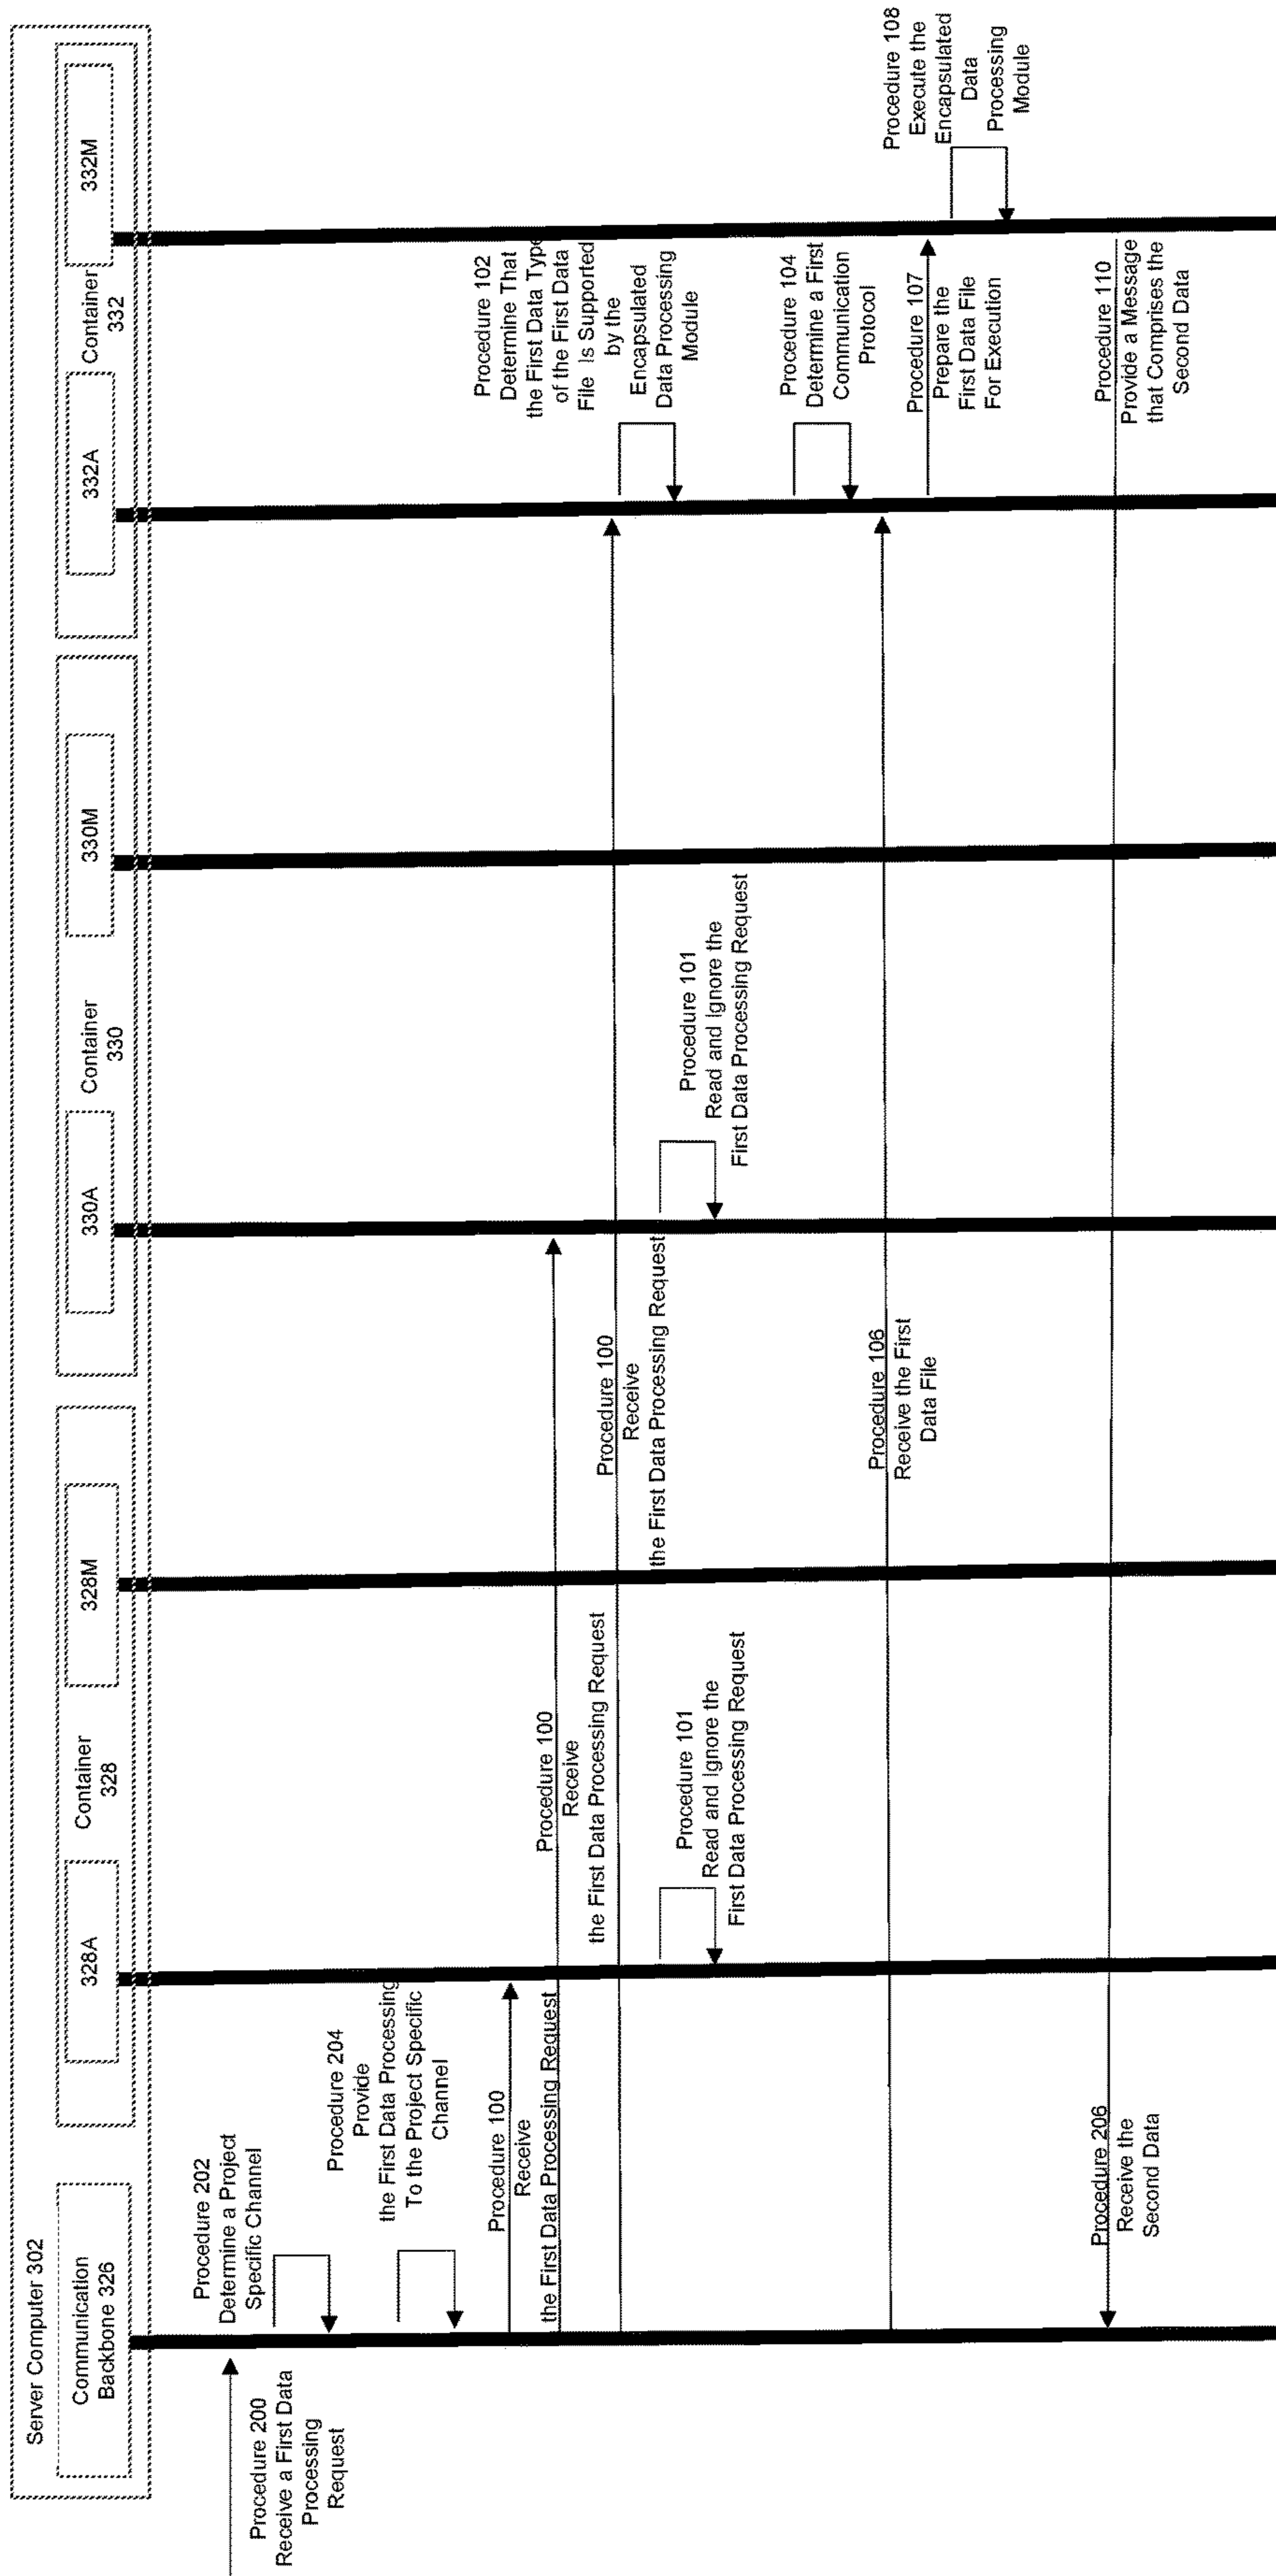 Server Computer 302
Communication
Backbone 326
328A
Container
328
328M
330A
Container
330
330M
332A
Container
332
332M
Procedure 200
Receive a First Data
Processing
Request
Procedure 202
Determine a Project
Specific Channel
Procedure 204
Provide
the First Data Processing
To the Project Specific
Channel
Procedure 100
Receive
the First Data Processing Request
Procedure 100
Receive
the First Data Processing Request
Procedure 100
Receive
the First Data Processing Request
Procedure 101
Read and Ignore the
First Data Processing Request
Procedure 101
Read and Ignore the
First Data Processing Request
Procedure 102
Determine That
the First Data Type
of the First Data
File Is Supported
by the
Encapsulated
Data Processing
Module
Procedure 104
Determine a First
Communication
Protocol
Procedure 106
Receive the First
Data File
Procedure 107
Prepare the
First Data File
For Execution
Procedure 108
Execute the
Encapsulated
Data
Processing
Module
Procedure 110
Provide a Message
that Comprises the
Second Data
Procedure 206
Receive the
Second Data